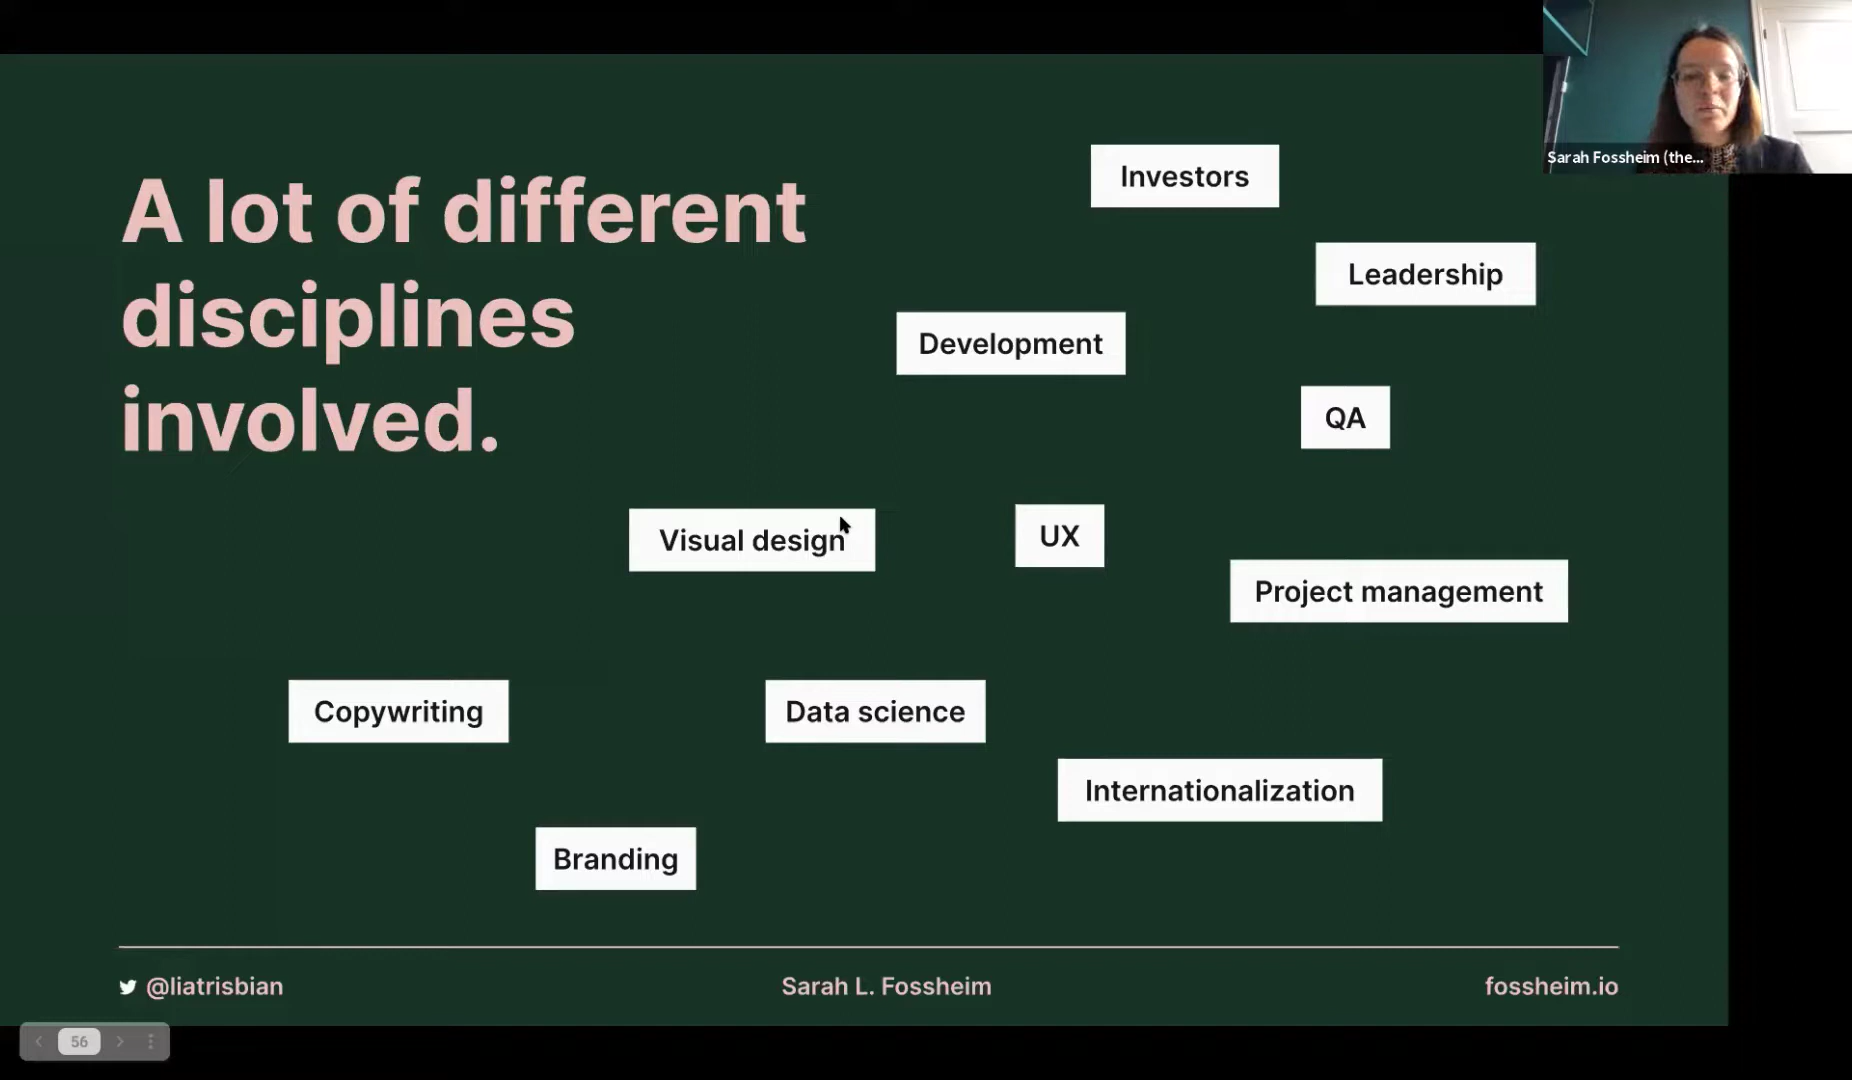 Sarah Fossheim (the...
A lot of different
disciplines
involved.
Investors
Leadership
Development
QA
Visual design
UX
Project management
Copywriting
Data science
Internationalization
Branding
@liatrisbian
Sarah L. Fossheim
fossheim.io
56